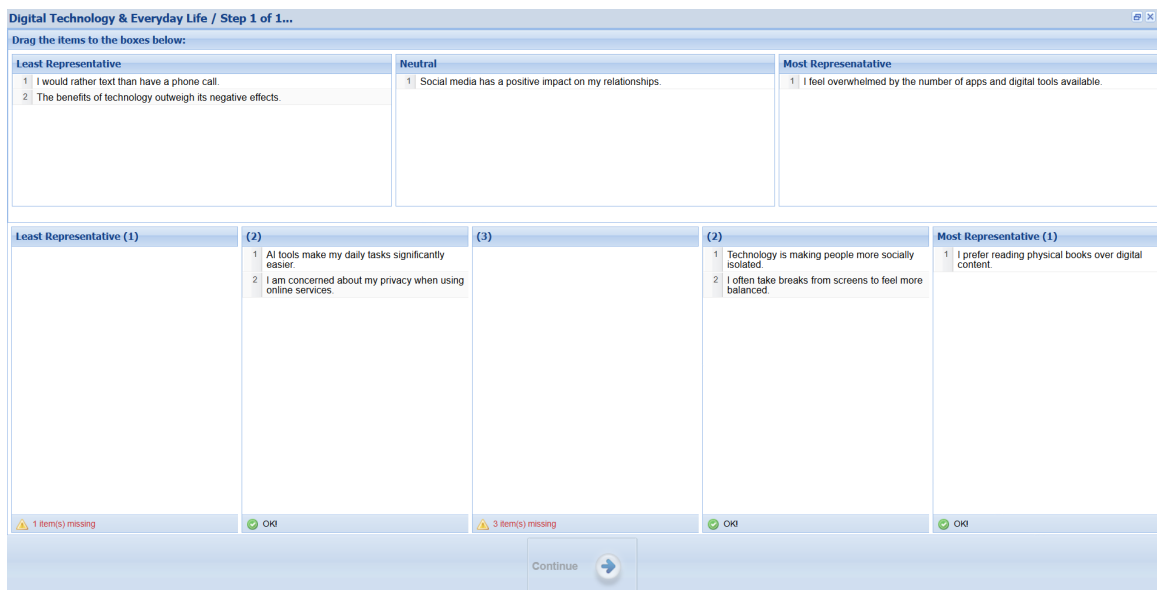 Digital Technology & Everyday Life / Step 1 of 1...
Drag the items to the boxes below:
Least Representative
1 I would rather text than have a phone call.
2 The benefits of technology outweigh its negative effects.
Neutral
1 Social media has a positive impact on my relationships.
Most Represenatative
1 I feel overwhelmed by the number of apps and digital tools available.
Least Representative (1)
1 item(s) missing
(2)
1 AI tools make my daily tasks significantly
easier.
2 I am concerned about my privacy when using
online services.
OK!
(3)
3 item(s) missing
(2)
1 Technology is making people more socially
isolated.
2 I often take breaks from screens to feel more
balanced.
OK!
Most Representative (1)
1 I prefer reading physical books over digital
content.
OK!
Continue